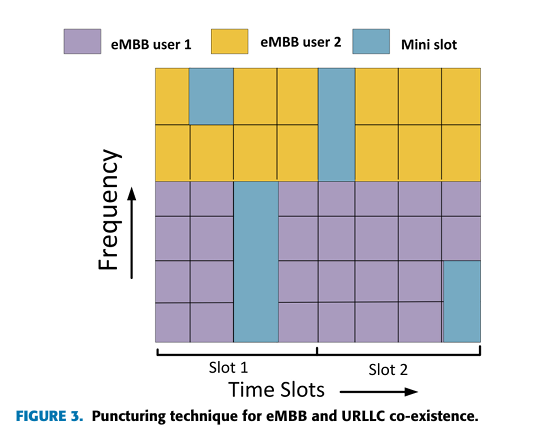 eMBB user 1
eMBB user 2
Mini slot
Frequency
Slot 1
Slot 2
Time Slots
FIGURE 3. Puncturing technique for eMBB and URLLC co-existence.